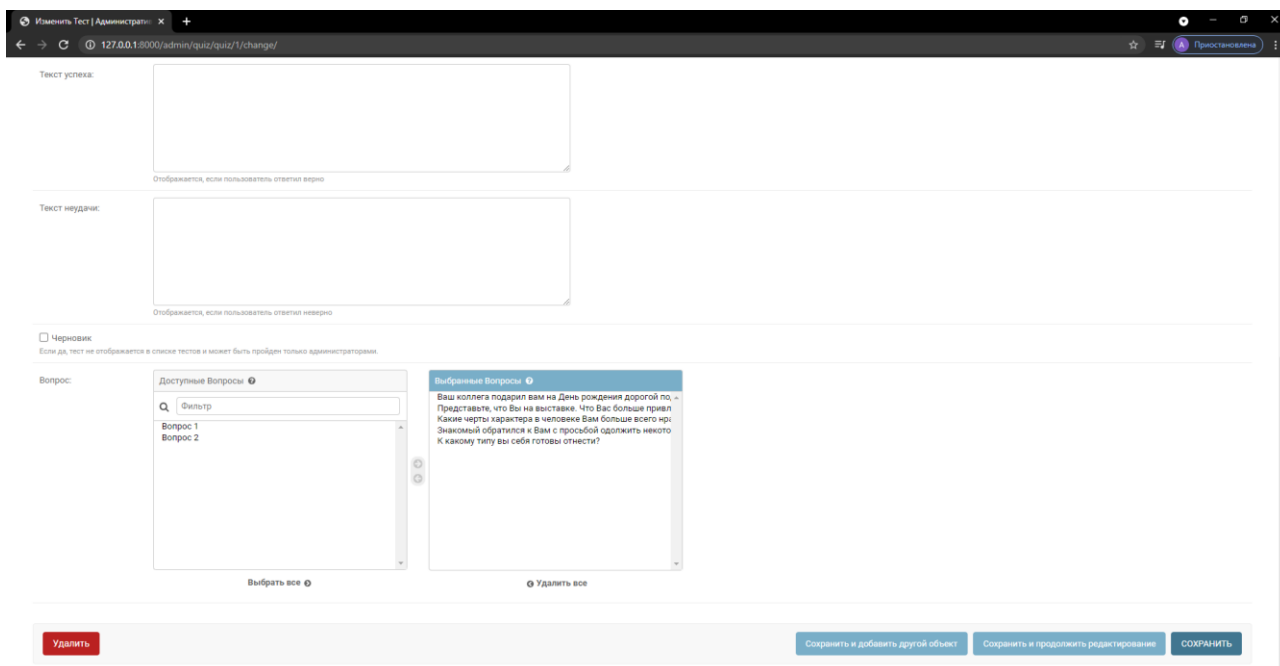 Изменить Тест | Администрати
127.0.0.1:8000/admin/quiz/quiz/1/change/
А Приостановлена
Текст успеха:
Отображается, если пользователь ответил верно
Текст неудачи:
Отображается, если пользователь ответил неверно
Черновик
Если да, тест не отображается в списке тестов и может быть пройден только администраторами.
Вопрос:
Доступные Вопросы
Фильтр
Вопрос 1
Вопрос 2
Выбрать все
Выбранные Вопросы
Ваш коллега подарил вам на День рождения дорогой по
Представьте, что Вы на выставке. Что Вас больше привл
Какие черты характера в человеке Вам больше всего нра
Знакомый обратился к Вам с просьбой одолжить некото
К какому типу вы себя готовы отнести?
Удалить все
Удалить
Сохранить и добавить другой объект
Сохранить и продолжить редактирование
СОХРАНИТЬ